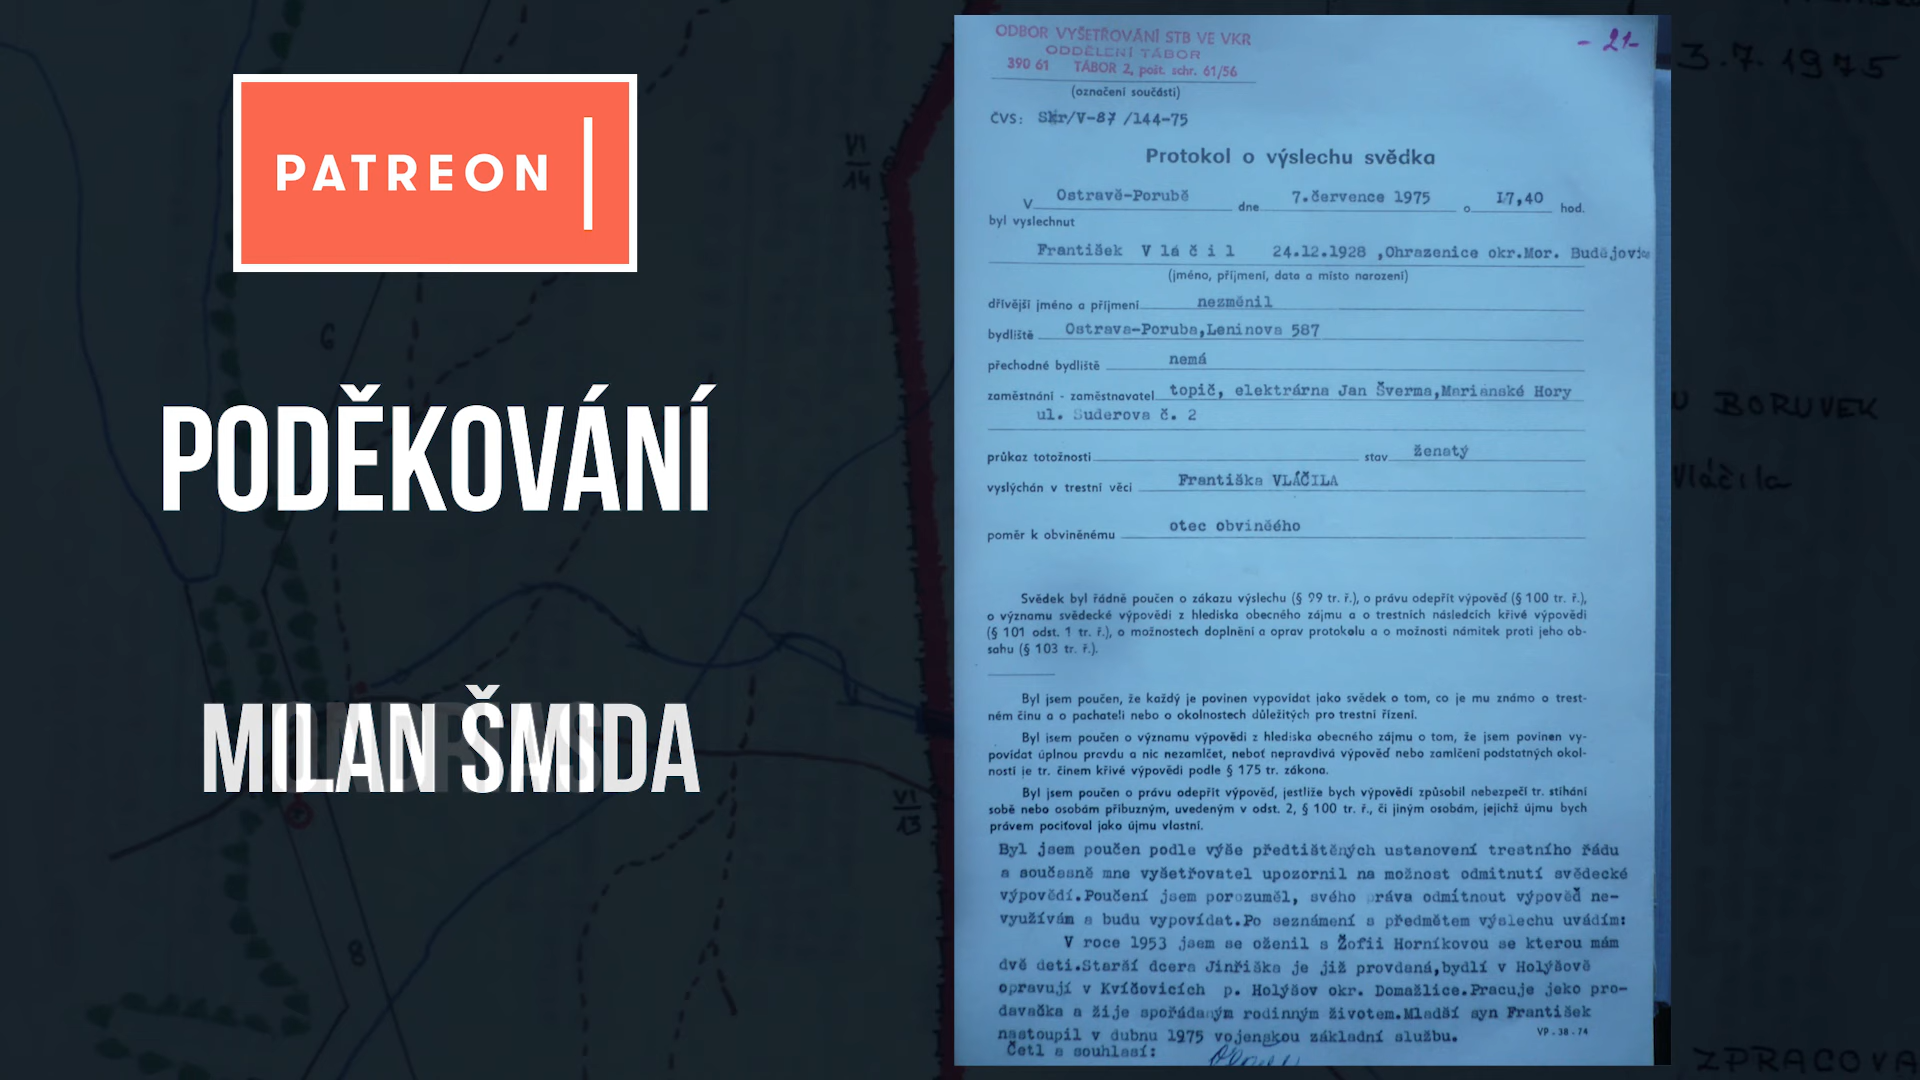 PATREON
PODĚKOVÁNÍ
MILAN ŠMIDA
ODBOR VYŠETŘOVÁNÍ STB VE VKR
ODDĚLENÍ TÁBOR
390 61 TÁBOR 2, pošt. schr. 61/56
(označení součásti)
- 21-
ČVS: Skr/V-87 /144-75
Protokol o výslechu svědka
V Ostravě-Porubě dne 7.července 1975 o 17,40 hod.
byl vyslechnut
František V l á č i l 24.12.1928 ,Ohrazenice okr.Mor. Budějovi
(jméno, příjmení, data a místo narození)
dřívější jméno a příjmení nezměnil
bydliště Ostrava-Poruba,Leninova 587
přechodné bydliště nemá
zaměstnání - zaměstnavatel topič, elektrárna Jan Šverma,Marianské Hory
ul. Suderova č. 2
průkaz totožnosti stav ženatý
vyslýchán v trestní věci Františka VLÁČILA
poměr k obviněnému otec obviněého
Svědek byl řádně poučen o zákazu výslechu (§ 99 tr. ř.), o právu odepřít výpověď (§ 100 tr. ř.),
o významu svědecké výpovědi z hlediska obecného zájmu a o trestních následcích křivé výpovědi
(§ 101 odst. 1 tr. ř.), o možnostech doplnění a oprav protokolu a o možnosti námitek proti jeho ob-
sahu (§ 103 tr. ř.).
Byl jsem poučen, že každý je povinen vypovídat jako svědek o tom, co je mu známo o trest-
ném činu a o pachateli nebo o okolnostech důležitých pro trestní řízení.
Byl jsem poučen o významu výpovědi z hlediska obecného zájmu a o tom, že jsem povinen vy-
povídat úplnou pravdu a nic nezamlčet, neboť nepravdivá výpověď nebo zamlčení podstatných okol-
ností je tr. činem křivé výpovědi podle § 175 tr. zákona.
Byl jsem poučen o právu odepřít výpověď, jestliže bych výpovědí způsobil nebezpečí tr. stíhání
sobě nebo osobám příbuzným, uvedeným v odst. 2, § 100 tr. ř., či jiným osobám, jejichž újmu bych
právem pociťoval jako újmu vlastní.
Byl jsem poučen podle výše předtištěných ustanovení trestního řádu
a současně mne vyšetřovatel upozornil na možnost odmítnutí svědecké
výpovědí.Poučení jsem porozuměl, svého práva odmítnout výpověď ne-
využívám a budu vypovídat.Po seznámení s předmětem výslechu uvádím:
V roce 1953 jsem se oženil s Žofii Horníkovou se kterou mám
dvě deti.Starší dcera Jinřiška je již provdaná,bydlí v Holýšově
opravují v Kvíčovicích p. Holýšov okr. Domažlice.Pracuje jako pro-
davačka a žije spořádaným rodinným životem.Mladší syn František
nastoupil v dubnu 1975 vojenskou základní službu.
VP - 38 - 74
Četl a souhlasí:
3.7.1975
U BORUVEK
Vláčila
ZPRACOVA
VI
14
6
VI
13
8